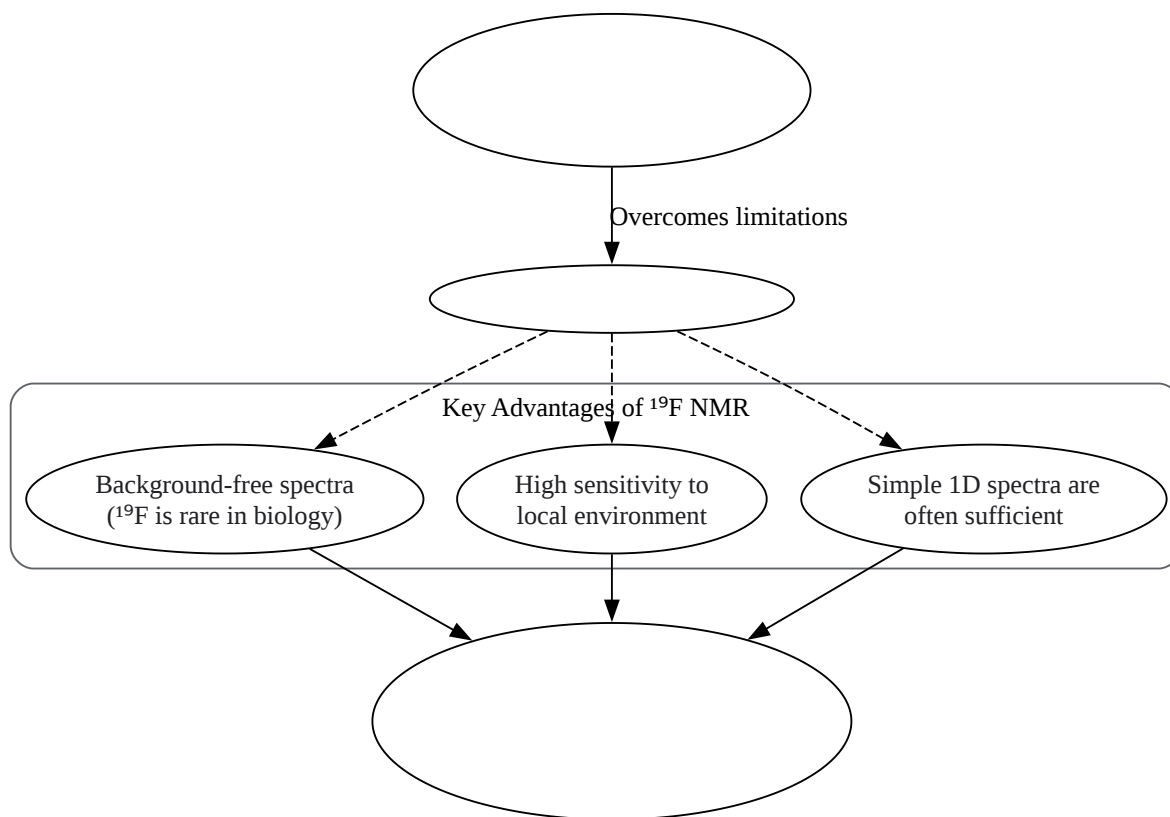 Overcomes limitations
Key Advantages of ¹⁹F NMR
Background-free spectra
(¹⁹F is rare in biology)
High sensitivity to
local environment
Simple 1D spectra are
often sufficient